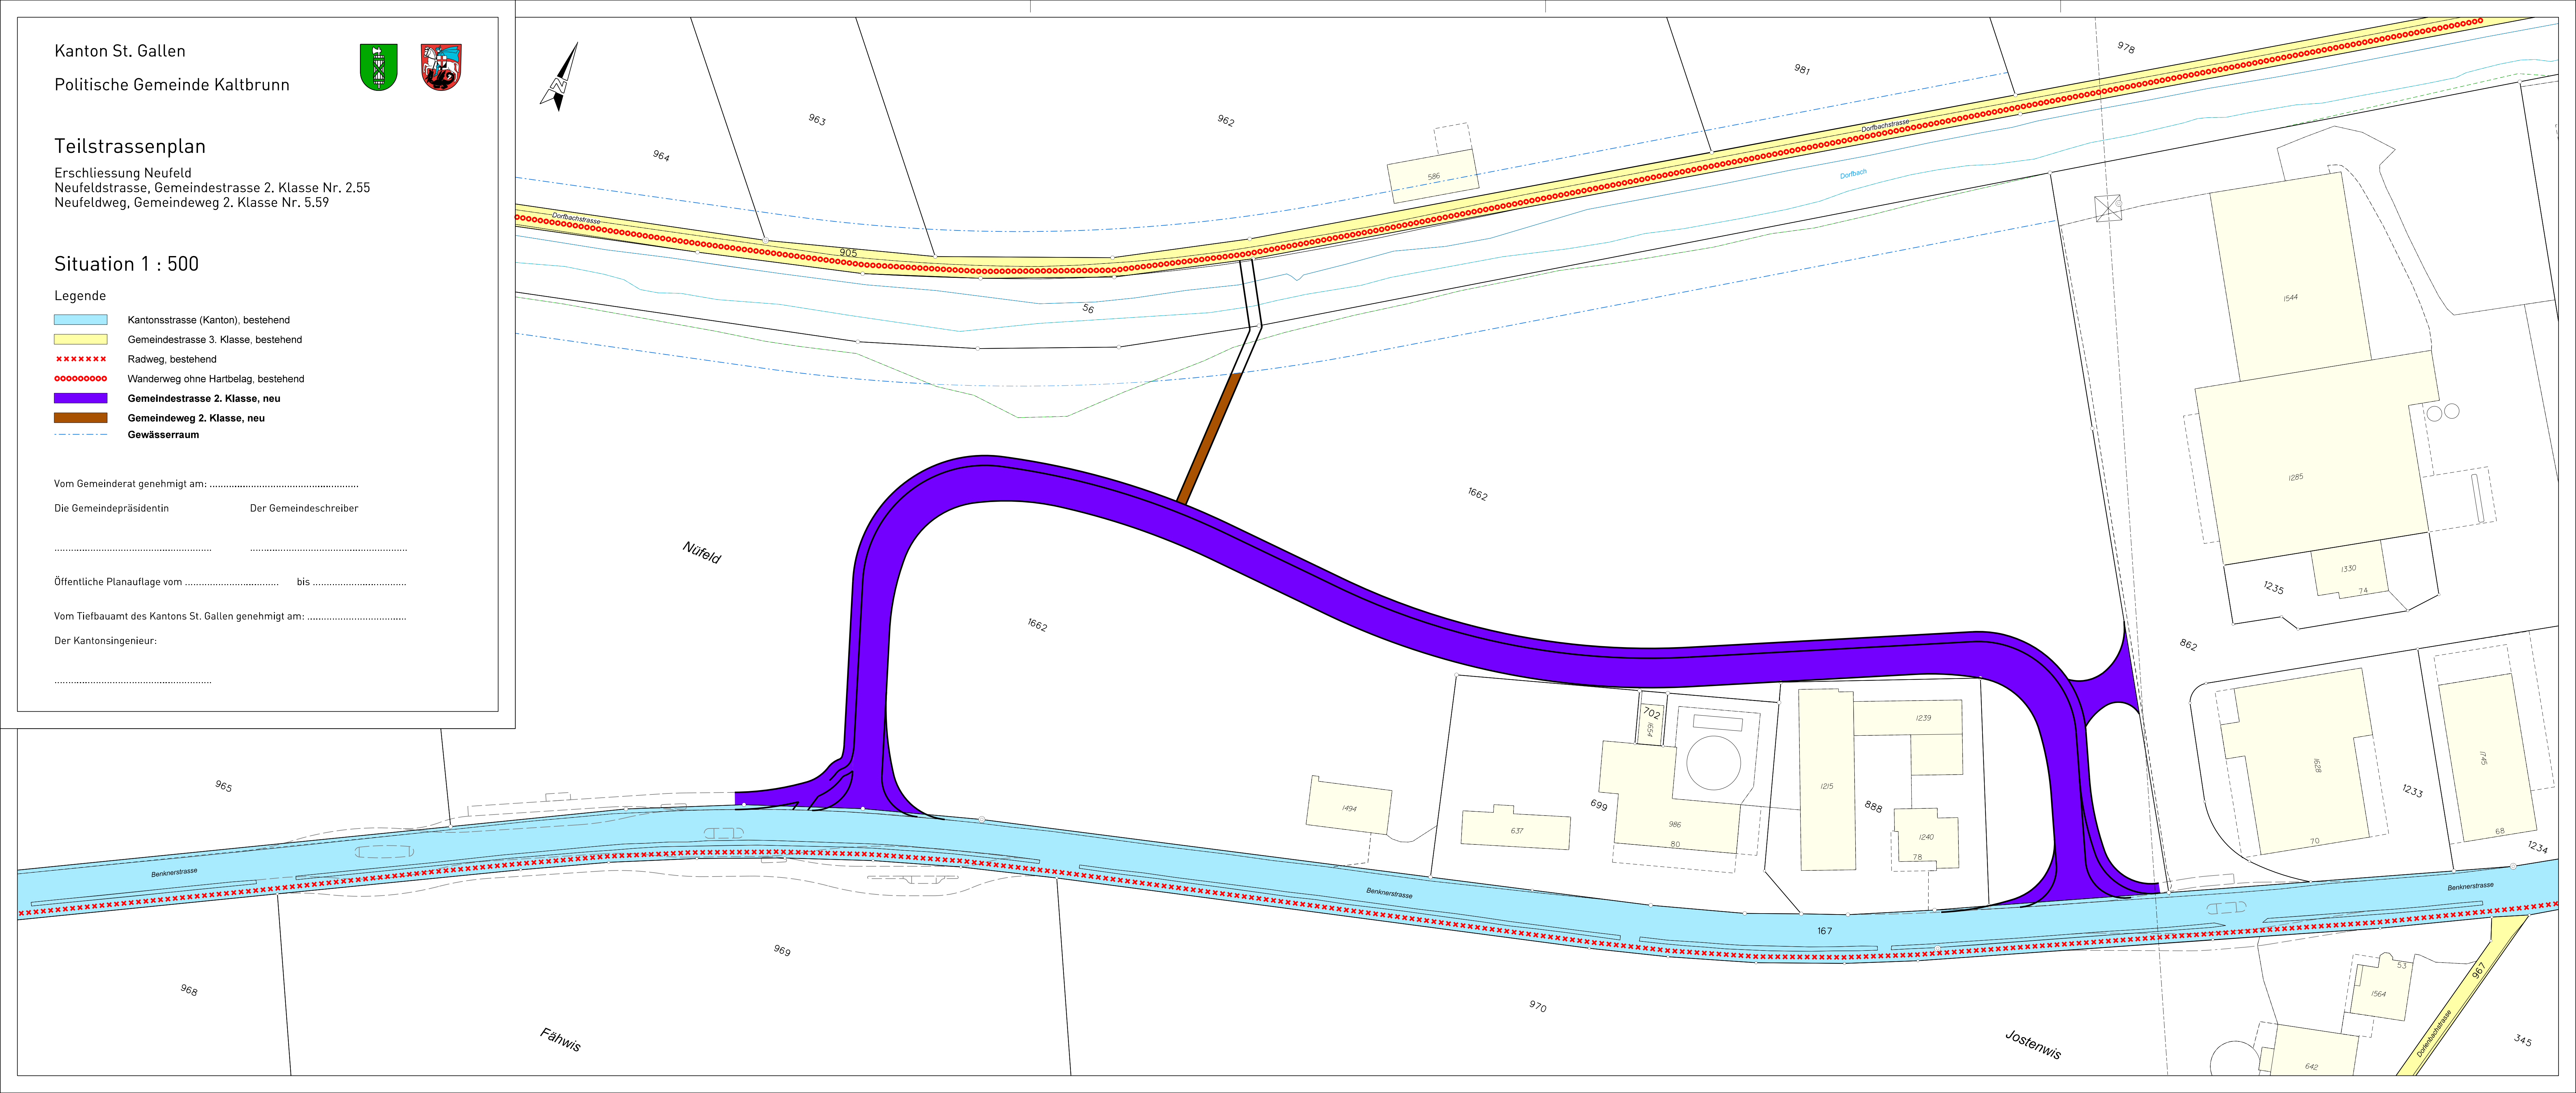 Kanton St. Gallen
Politische Gemeinde Kaltbrunn
Teilstrassenplan
Erschliessung Neufeld
Neufeldstrasse, Gemeindestrasse 2. Klasse Nr. 2.55
Neufeldweg, Gemeindeweg 2. Klasse Nr. 5.59
Situation 1 : 500
Legende
Kantonsstrasse (Kanton), bestehend
Gemeindestrasse 3. Klasse, bestehend
Radweg, bestehend
Wanderweg ohne Hartbelag, bestehend
Gemeindestrasse 2. Klasse, neu
Gemeindeweg 2. Klasse, neu
Gewässerraum
Vom Gemeinderat genehmigt am: ......................................................
Die Gemeindepräsidentin Der Gemeindeschreiber
Öffentliche Planauflage vom .................................. bis ..................................
Vom Tiefbauamt des Kantons St. Gallen genehmigt am: ....................................
Der Kantonsingenieur:
N
978
981
962
963
964
Dorfbachstrasse
586
Dorfbach
Dorfbachstrasse
905
56
1544
1285
1662
Nüfeld
1330
74
1235
1662
862
702
1654
1239
1628
1745
965
1494
637
699
986
80
1215
888
1240
78
1233
70
68
1234
Benknerstrasse
Benknerstrasse
Benknerstrasse
167
969
968
970
967
53
1564
Fähwis
Jostenwis
Dorlenbachstrasse
345
642